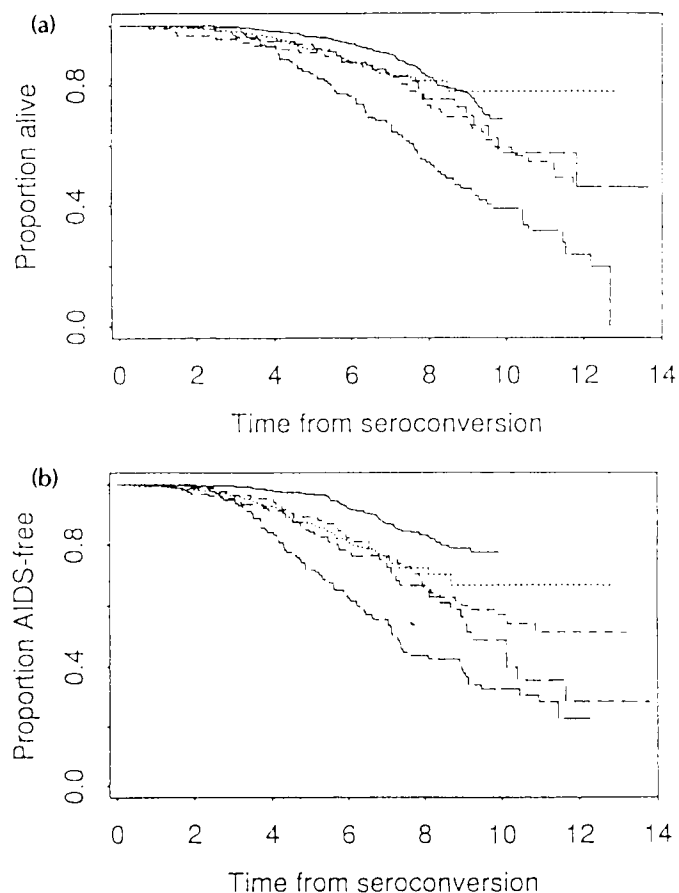 (a)
Proportion alive
0.8
0.4
0.0
0 2 4 6 8 10 12 14
Time from seroconversion
(b)
Proportion AIDS-free
0.8
0.4
0.0
0 2 4 6 8 10 12 14
Time from seroconversion